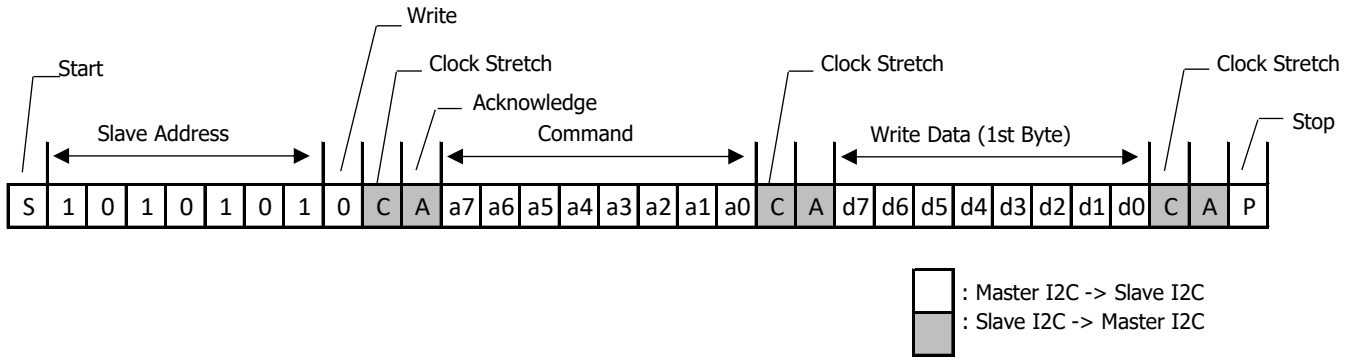 Write
Start
Clock Stretch
Clock Stretch
Clock Stretch
Acknowledge
Stop
Slave Address
Command
Write Data (1st Byte)
S 1 0 1 0 1 0 1 0 C A a7 a6 a5 a4 a3 a2 a1 a0 C A d7 d6 d5 d4 d3 d2 d1 d0 C A P
: Master I2C -> Slave I2C
: Slave I2C -> Master I2C